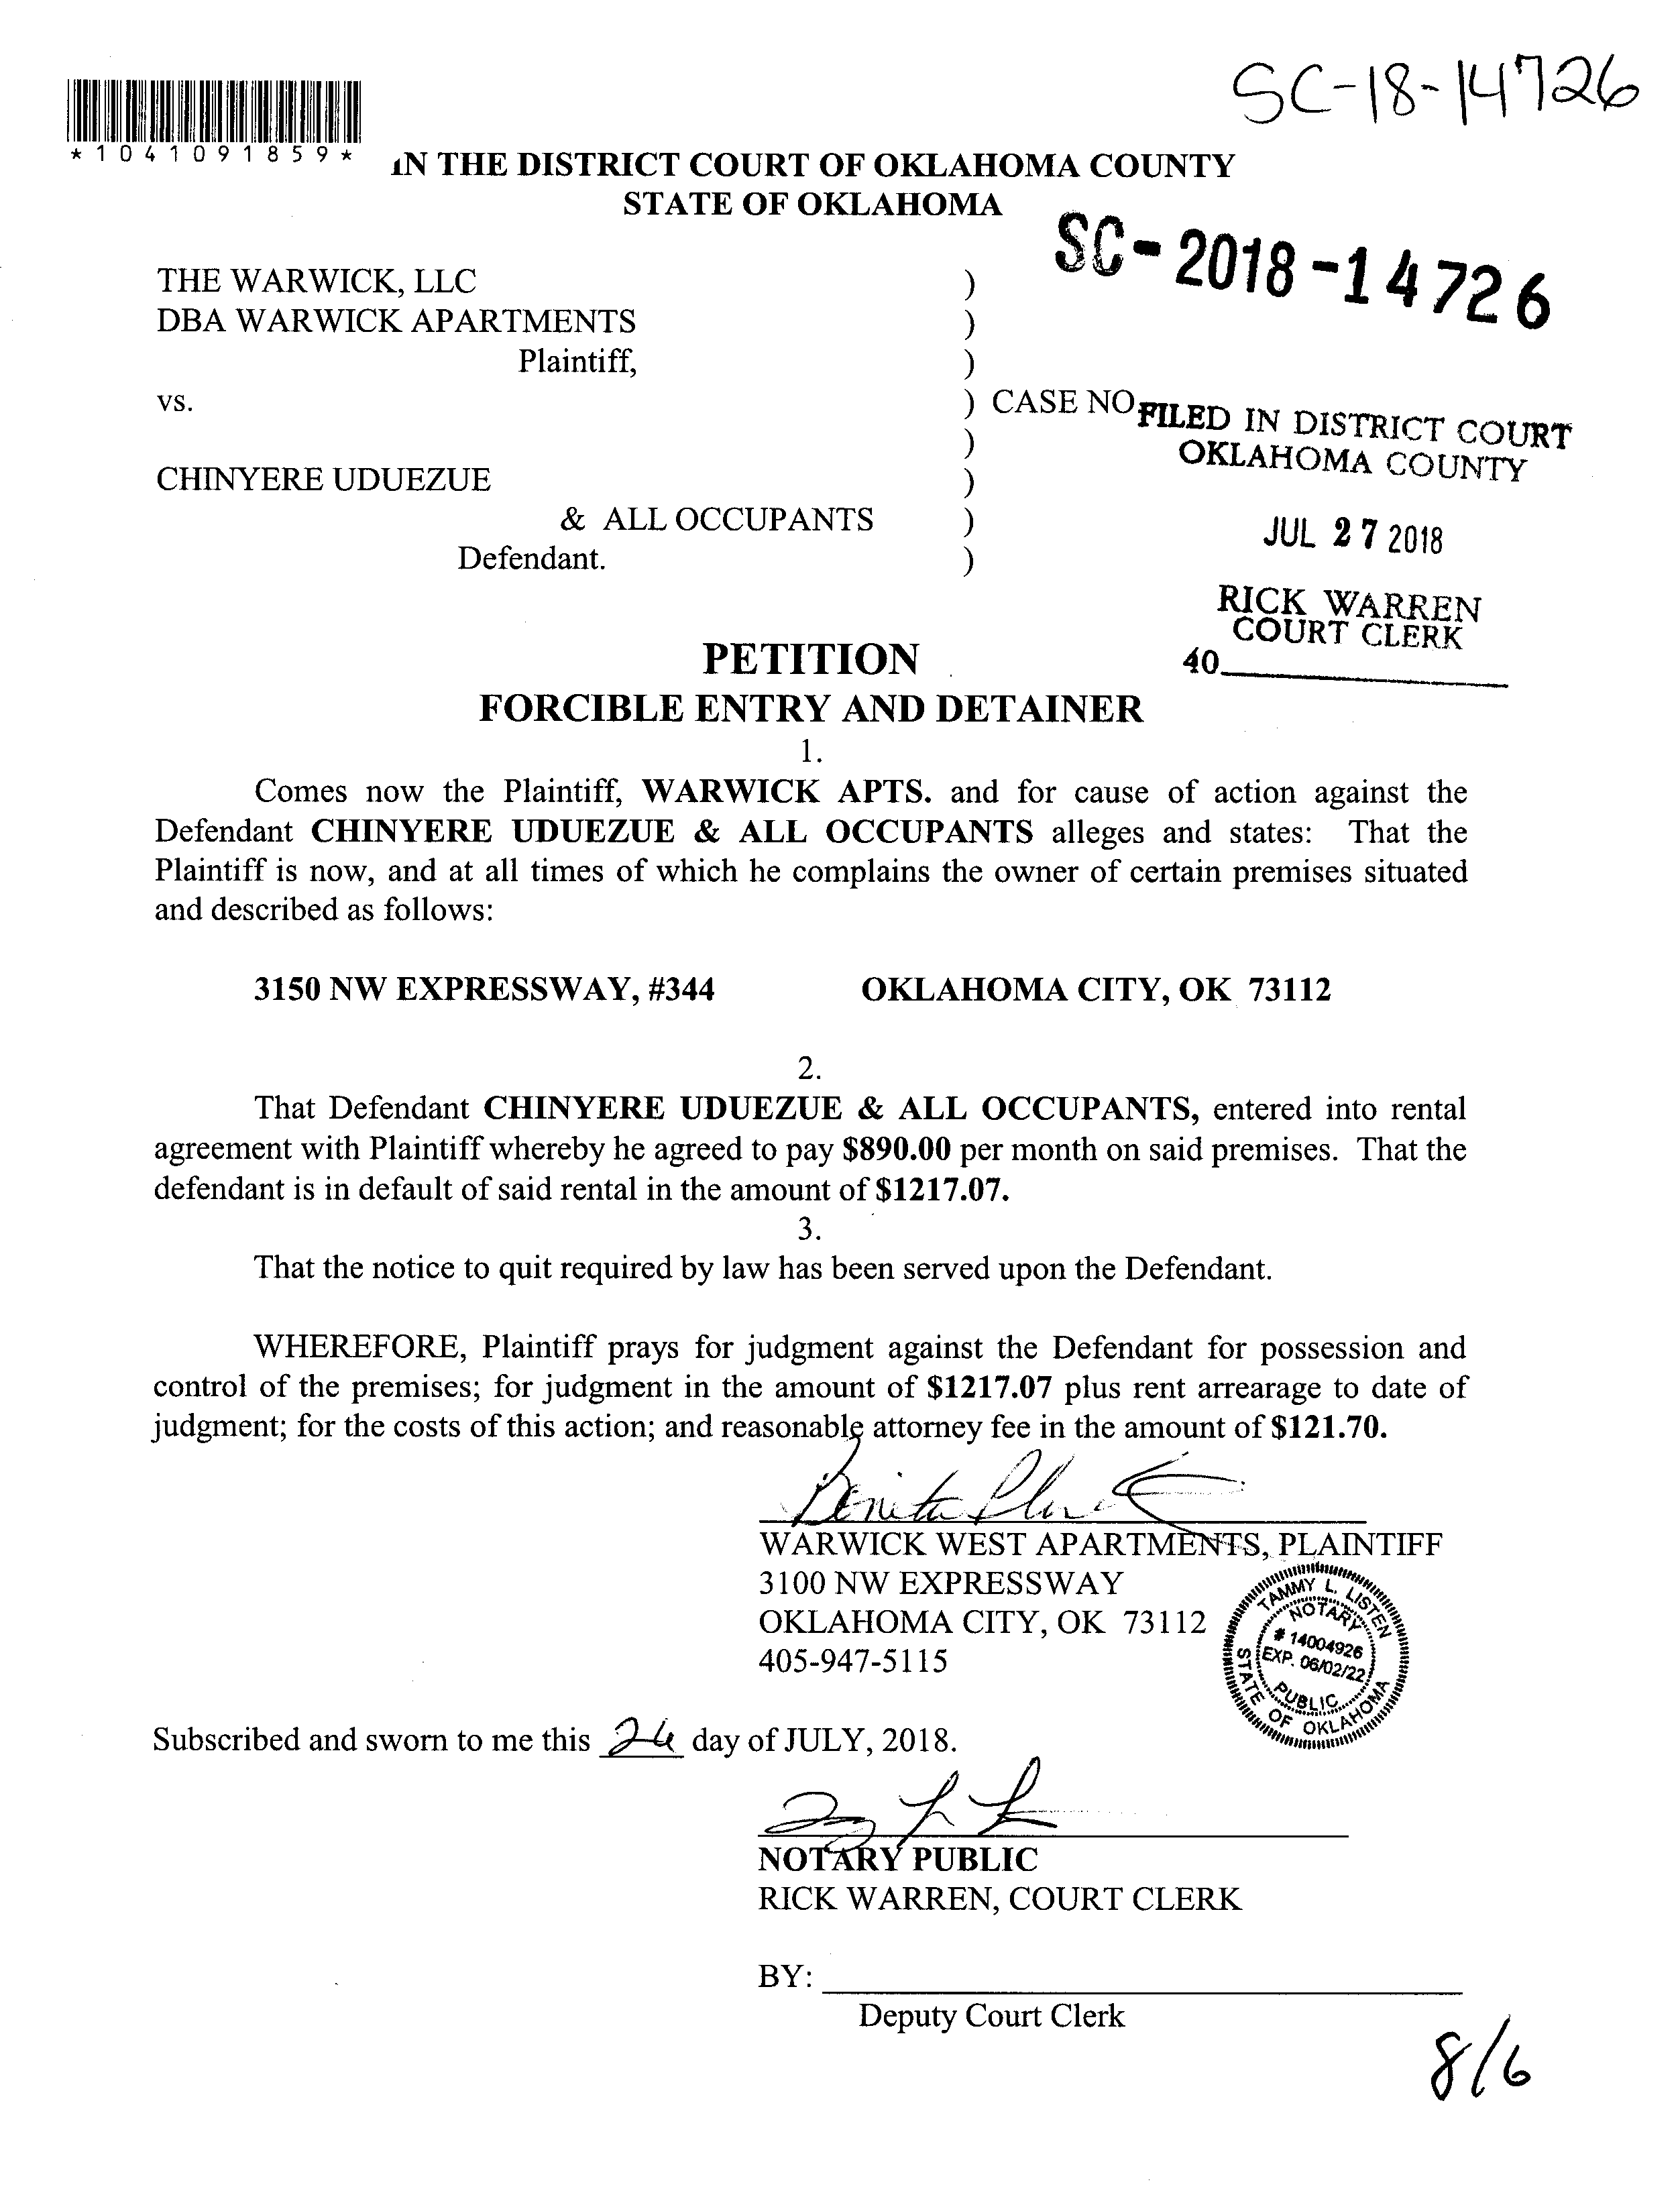 SC-18-14726
*1041091859*
IN THE DISTRICT COURT OF OKLAHOMA COUNTY
STATE OF OKLAHOMA
SC-2018-14726
THE WARWICK, LLC )
DBA WARWICK APARTMENTS )
Plaintiff, )
vs. ) CASE NO
)
FILED IN DISTRICT COURT
OKLAHOMA COUNTY
CHINYERE UDUEZUE )
& ALL OCCUPANTS )
Defendant. )
JUL 27 2018
RICK WARREN
COURT CLERK
40
PETITION
FORCIBLE ENTRY AND DETAINER
1.
Comes now the Plaintiff, WARWICK APTS. and for cause of action against the
Defendant CHINYERE UDUEZUE & ALL OCCUPANTS alleges and states: That the
Plaintiff is now, and at all times of which he complains the owner of certain premises situated
and described as follows:
3150 NW EXPRESSWAY, #344 OKLAHOMA CITY, OK 73112
2.
That Defendant CHINYERE UDUEZUE & ALL OCCUPANTS, entered into rental
agreement with Plaintiff whereby he agreed to pay $890.00 per month on said premises. That the
defendant is in default of said rental in the amount of $1217.07.
3.
That the notice to quit required by law has been served upon the Defendant.
WHEREFORE, Plaintiff prays for judgment against the Defendant for possession and
control of the premises; for judgment in the amount of $1217.07 plus rent arrearage to date of
judgment; for the costs of this action; and reasonable attorney fee in the amount of $121.70.
Bonita
WARWICK WEST APARTMENTS, PLAINTIFF
3100 NW EXPRESSWAY
OKLAHOMA CITY, OK 73112
405-947-5115
TAMMY L. LISTEN
NOTARY
# 14004926
EXP. 06/02/22
PUBLIC
STATE OF OKLAHOMA
Subscribed and sworn to me this day of JULY, 2018.
NOTARY PUBLIC
RICK WARREN, COURT CLERK
BY:
Deputy Court Clerk
8/6